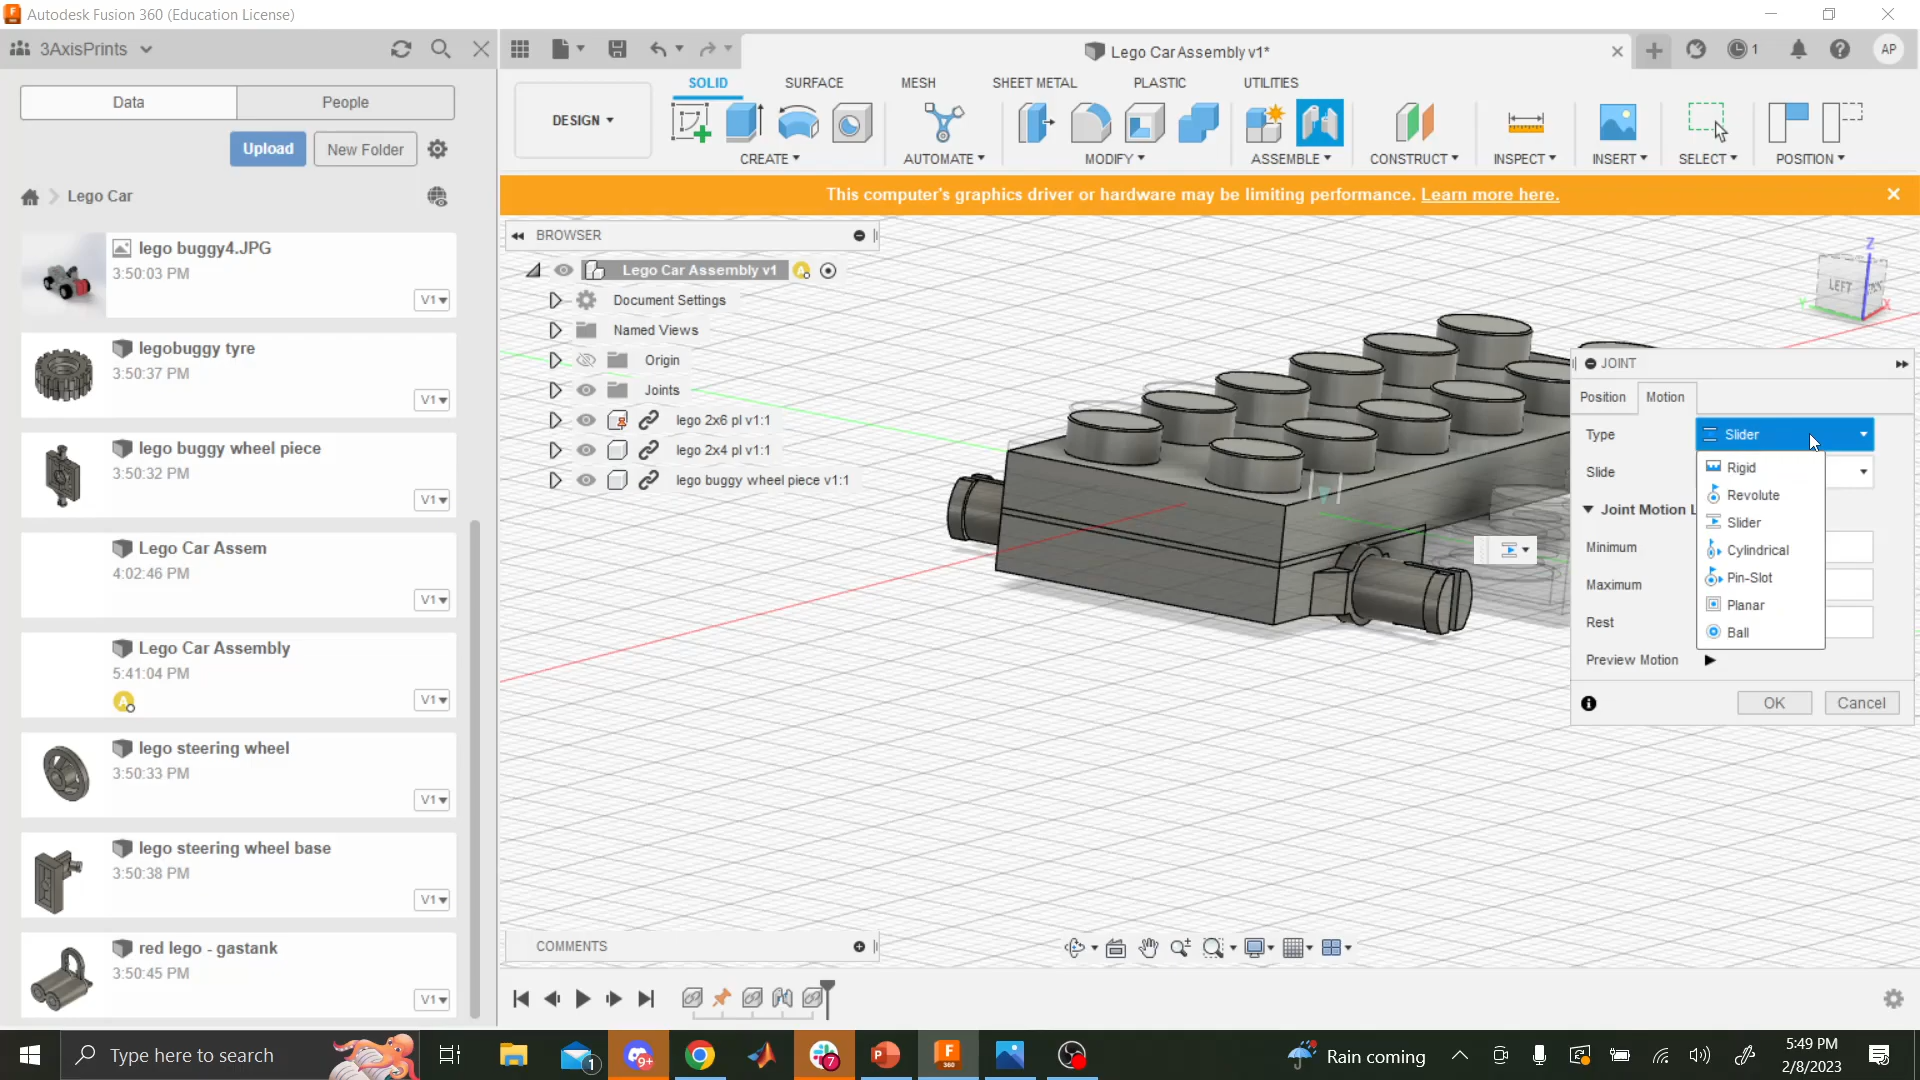 Autodesk Fusion 360 (Education License)
3AxisPrints
Lego Car Assembly v1*
1
AP
Data
People
Upload
New Folder
Lego Car
lego buggy4.JPG
3:50:03 PM
V1
legobuggy tyre
3:50:37 PM
V1
lego buggy wheel piece
3:50:32 PM
V1
Lego Car Assem
4:02:46 PM
V1
Lego Car Assembly
5:41:04 PM
A
V1
lego steering wheel
3:50:33 PM
V1
lego steering wheel base
3:50:38 PM
V1
red lego - gastank
3:50:45 PM
V1
DESIGN
SOLID
SURFACE
MESH
SHEET METAL
PLASTIC
UTILITIES
CREATE
AUTOMATE
MODIFY
ASSEMBLE
CONSTRUCT
INSPECT
INSERT
SELECT
POSITION
This computer's graphics driver or hardware may be limiting performance. Learn more here.
BROWSER
Lego Car Assembly v1
Document Settings
Named Views
Origin
Joints
lego 2x6 pl v1:1
lego 2x4 pl v1:1
lego buggy wheel piece v1:1
Z
LEFT
Y
X
JOINT
Position
Motion
Type
Slider
Slide
Joint Motion L
Minimum
Maximum
Rest
Preview Motion
Rigid
Revolute
Slider
Cylindrical
Pin-Slot
Planar
Ball
OK
Cancel
COMMENTS
Type here to search
1
9+
7
Rain coming
5:49 PM
2/8/2023